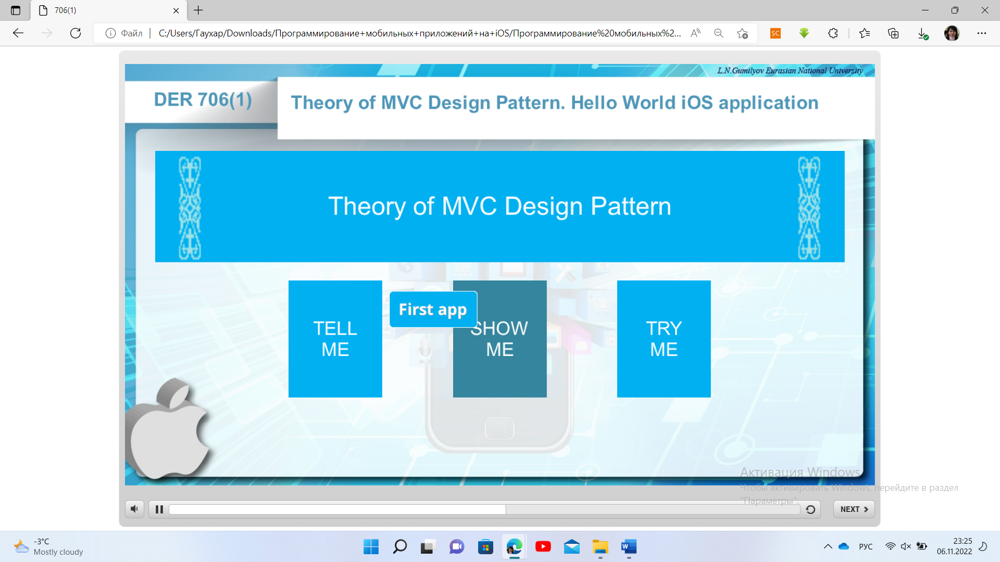 706(1)
Файл
C:/Users/Гаухар/Downloads/Программирование+мобильных+приложений+на+iOS/Программирование%20мобильных%2...
SC
L.N.Gumilyov Eurasian National University
DER 706(1)
Theory of MVC Design Pattern. Hello World iOS application
Theory of MVC Design Pattern
First app
TELL
ME
SHOW
ME
TRY
ME
Активация Windows
Чтобы активировать Windows, перейдите в раздел
"Параметры".
NEXT
-3°C
Mostly cloudy
W
РУС
23:25
06.11.2022